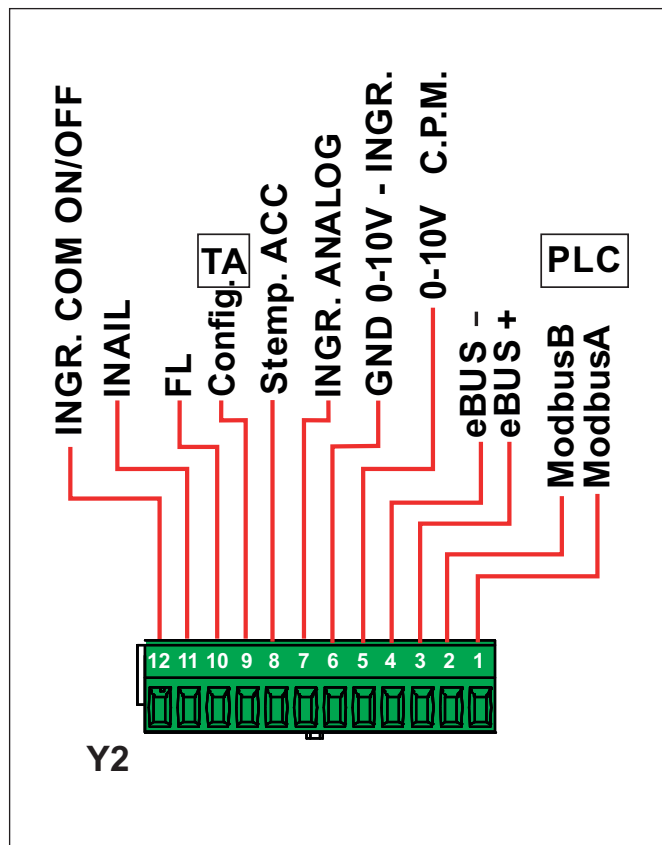 INGR. COM ON/OFF
INAIL
FL
TA
Config.
Stemp. ACC
INGR. ANALOG
GND 0-10V - INGR.
0-10V C.P.M.
eBUS –
eBUS +
PLC
ModbusB
ModbusA
12 11 10 9 8 7 6 5 4 3 2 1
Y2